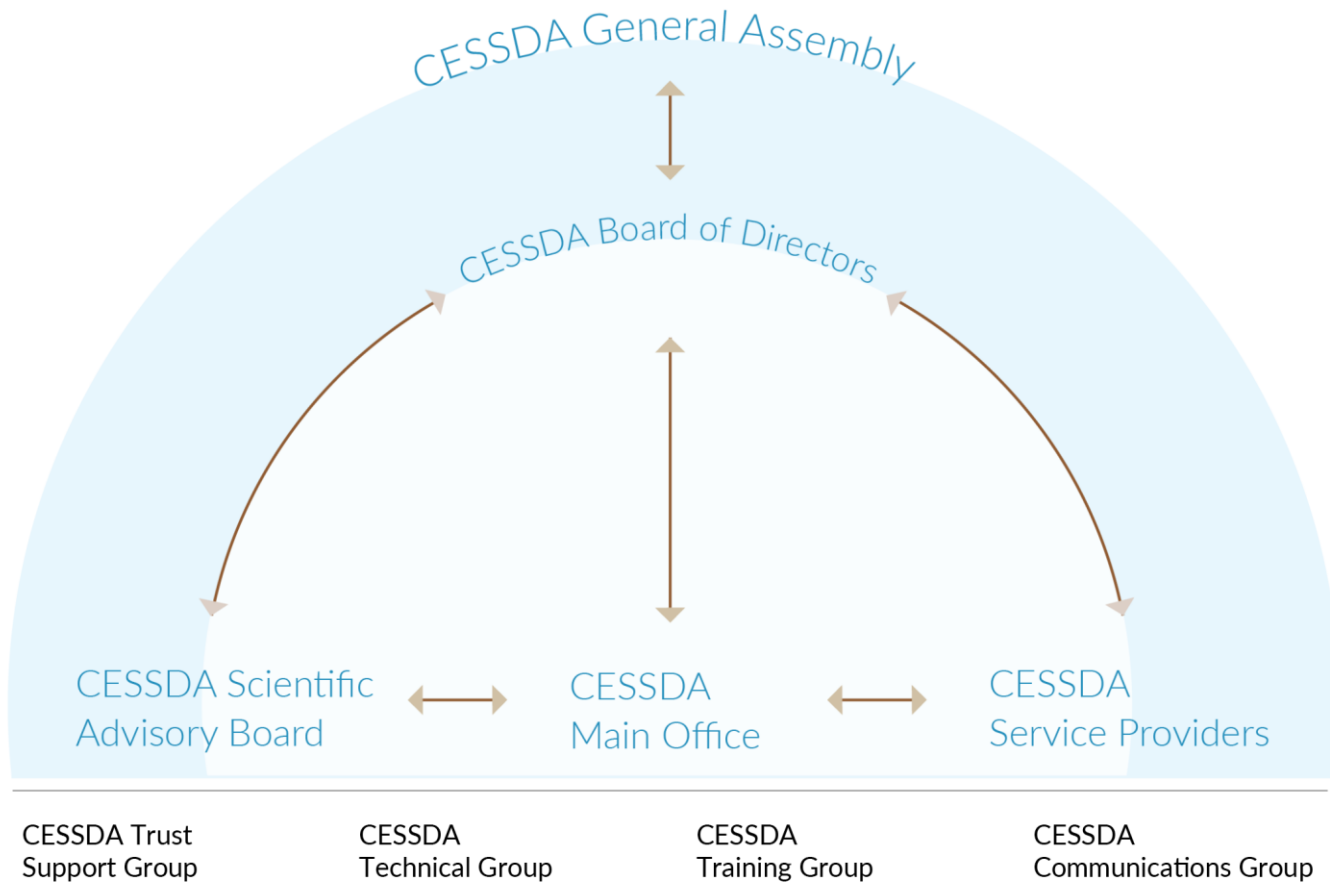 CESSDA General Assembly
CESSDA Board of Directors
CESSDA Scientific
Advisory Board
CESSDA
Main Office
CESSDA
Service Providers
CESSDA Trust
Support Group
CESSDA
Technical Group
CESSDA
Training Group
CESSDA
Communications Group